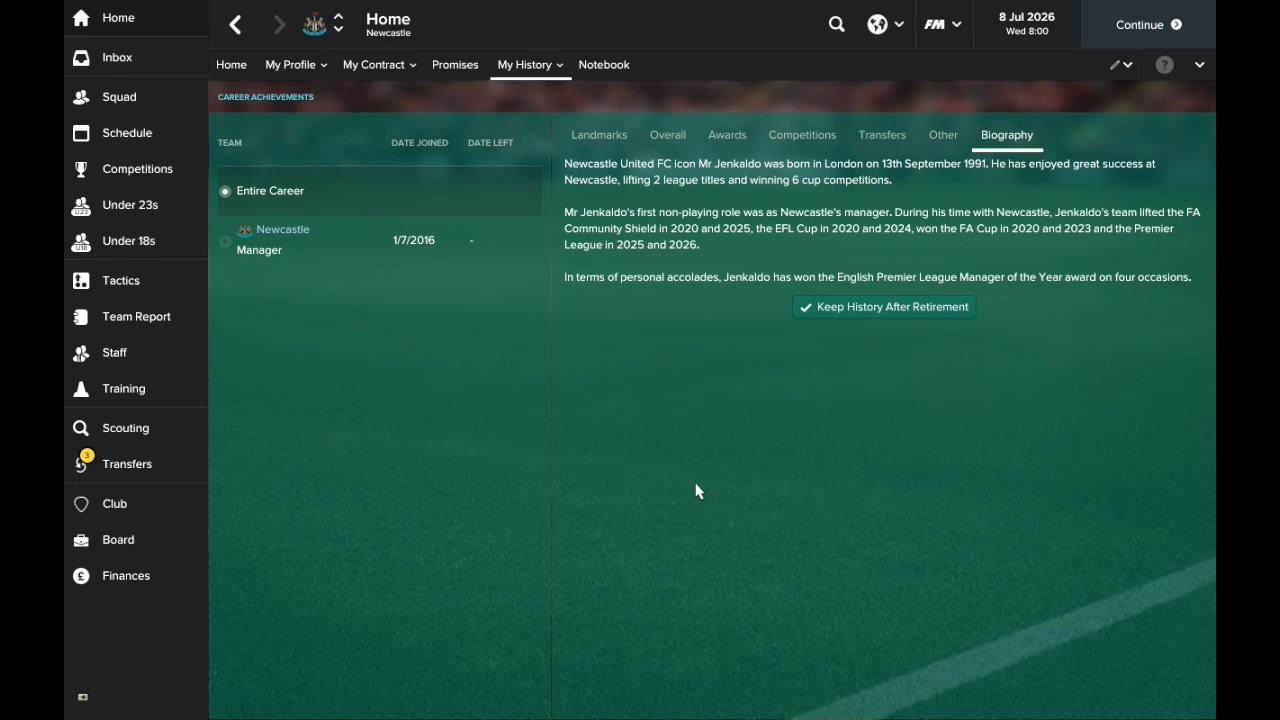 Home
Inbox
Squad
Schedule
Competitions
Under 23s
Under 18s
Tactics
Team Report
Staff
Training
Scouting
3
Transfers
Club
Board
Finances
Home
Newcastle
FM
8 Jul 2026
Wed 8:00
Continue
Home My Profile My Contract Promises My History Notebook
?
CAREER ACHIEVEMENTS
TEAM DATE JOINED DATE LEFT
Entire Career
Newcastle
Manager
1/7/2016 -
Landmarks Overall Awards Competitions Transfers Other Biography
Newcastle United FC icon Mr Jenkaldo was born in London on 13th September 1991. He has enjoyed great success at
Newcastle, lifting 2 league titles and winning 6 cup competitions.
Mr Jenkaldo's first non-playing role was as Newcastle's manager. During his time with Newcastle, Jenkaldo's team lifted the FA
Community Shield in 2020 and 2025, the EFL Cup in 2020 and 2024, won the FA Cup in 2020 and 2023 and the Premier
League in 2025 and 2026.
In terms of personal accolades, Jenkaldo has won the English Premier League Manager of the Year award on four occasions.
Keep History After Retirement